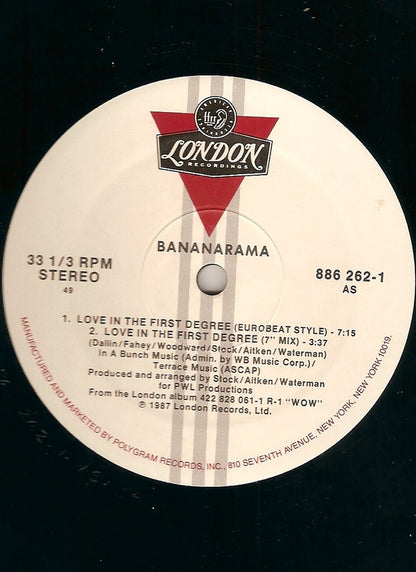 LONDON
RECORDINGS
BANANARAMA
33 1/3 RPM
STEREO
49
886 262-1
AS
1. LOVE IN THE FIRST DEGREE (EUROBEAT STYLE) - 7:15
2. LOVE IN THE FIRST DEGREE (7" MIX) - 3:37
(Dallin/Fahey/Woodward/Stock/Aitken/Waterman)
In A Bunch Music (Admin. by WB Music Corp.)/
Terrace Music (ASCAP)
Produced and arranged by Stock/Aitken/Waterman
for PWL Productions
From the London album 422 828 061-1 R-1 "WOW"
℗ 1987 London Records, Ltd.
MANUFACTURED AND MARKETED BY POLYGRAM RECORDS, INC., 810 SEVENTH AVENUE, NEW YORK, NEW YORK 10019.